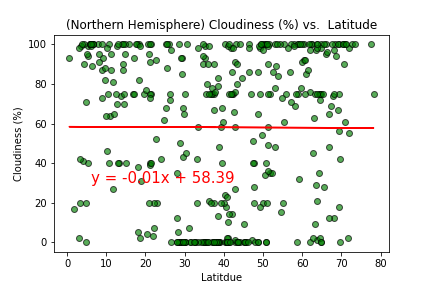 (Northern Hemisphere) Cloudiness (%) vs.  Latitude
Cloudiness (%)
100
80
60
40
20
0
y = -0.01x + 58.39
0 10 20 30 40 50 60 70 80
Latitdue